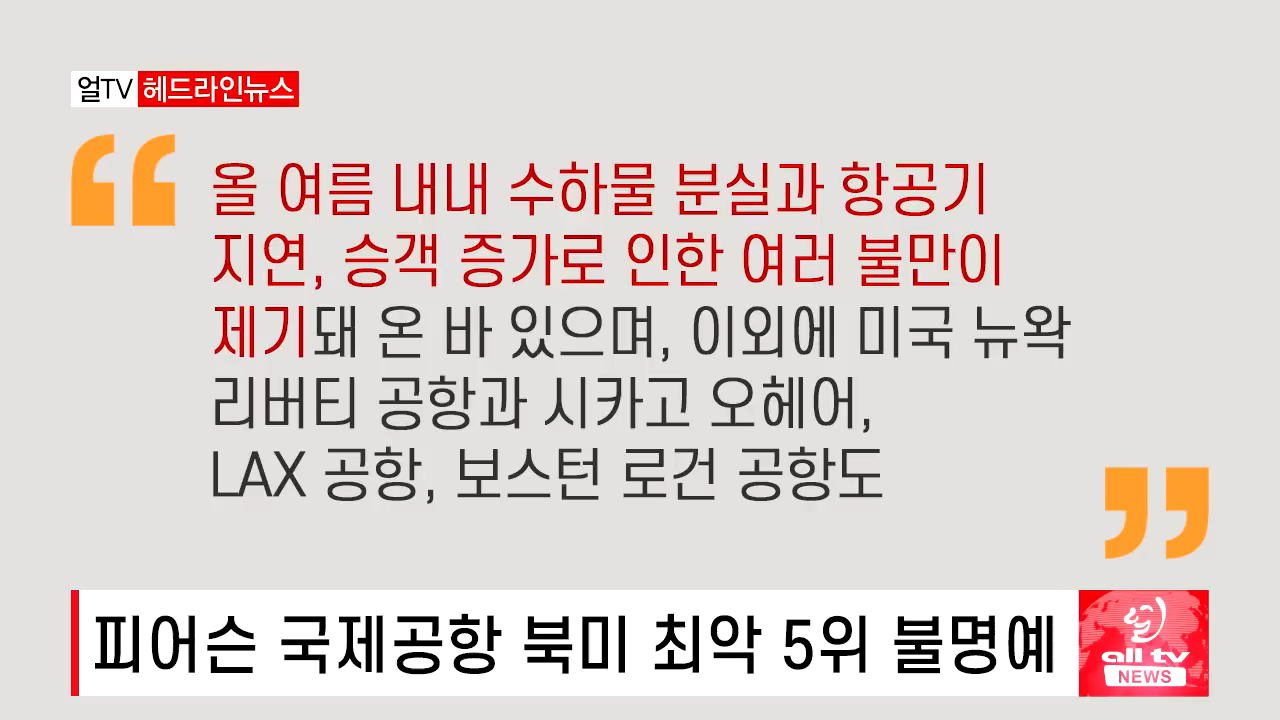 얼TV 헤드라인뉴스
올 여름 내내 수하물 분실과 항공기
지연, 승객 증가로 인한 여러 불만이
제기돼 온 바 있으며, 이외에 미국 뉴왁
리버티 공항과 시카고 오헤어,
LAX 공항, 보스턴 로건 공항도
피어슨 국제공항 북미 최악 5위 불명예
all tv
NEWS